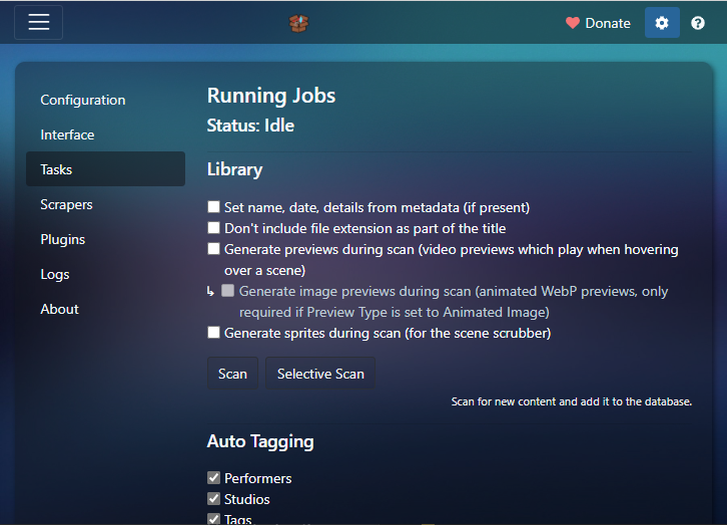 Donate
Configuration
Interface
Tasks
Scrapers
Plugins
Logs
About
Running Jobs
Status: Idle
Library
Set name, date, details from metadata (if present)
Don't include file extension as part of the title
Generate previews during scan (video previews which play when hovering
over a scene)
Generate image previews during scan (animated WebP previews, only
required if Preview Type is set to Animated Image)
Generate sprites during scan (for the scene scrubber)
Scan Selective Scan
Scan for new content and add it to the database.
Auto Tagging
Performers
Studios
Tags